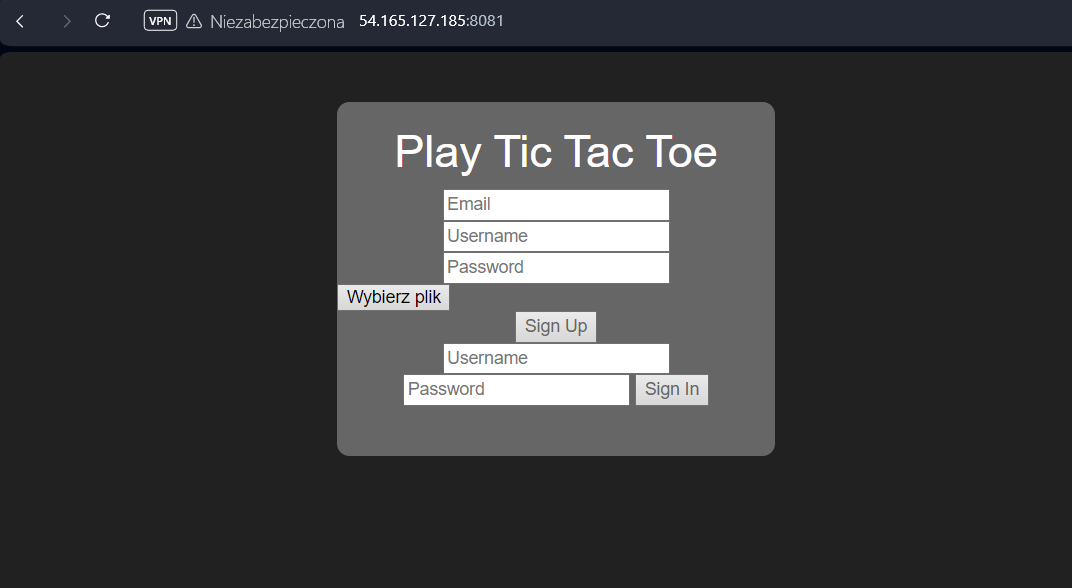 VPN Niezabezpieczona 54.165.127.185:8081
Play Tic Tac Toe
Email
Username
Password
Wybierz plik
Sign Up
Username
Password Sign In